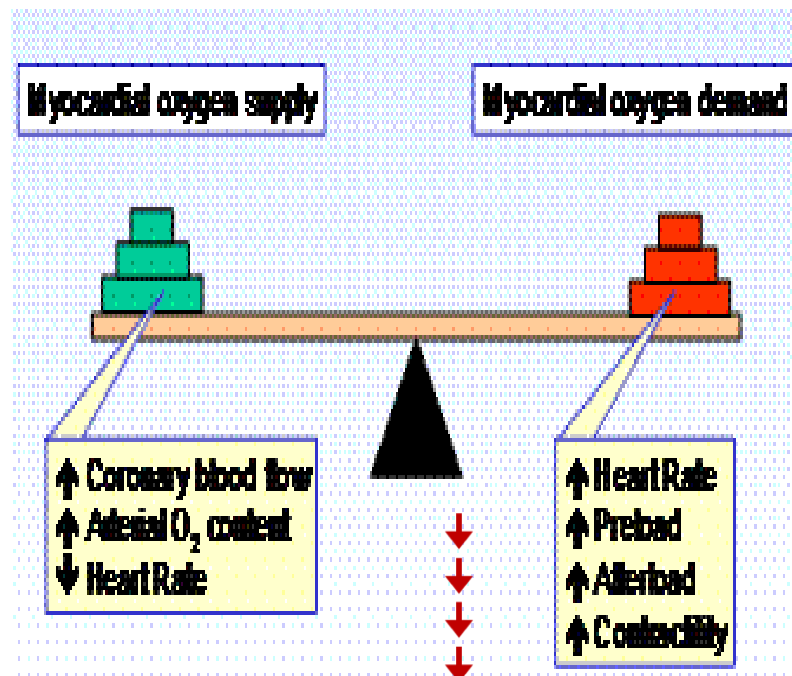 Myocardial oxygen supply
Myocardial oxygen demand
↑ Coronary blood flow
↑ Arterial O₂ content
↓ Heart Rate
↑ Heart Rate
↑ Preload
↑ Afterload
↑ Contractility